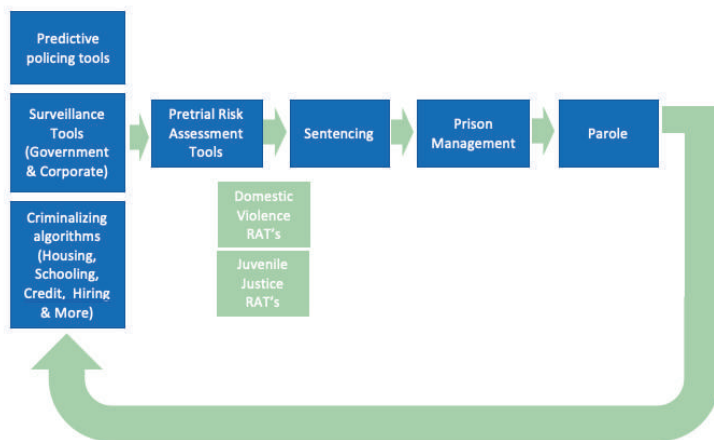 Predictive
policing tools
Surveillance
Tools
(Government
& Corporate)
Criminalizing
algorithms
(Housing,
Schooling,
Credit, Hiring
& More)
Pretrial Risk
Assessment
Tools
Sentencing
Prison
Management
Parole
Domestic
Violence
RAT's
Juvenile
Justice
RAT's